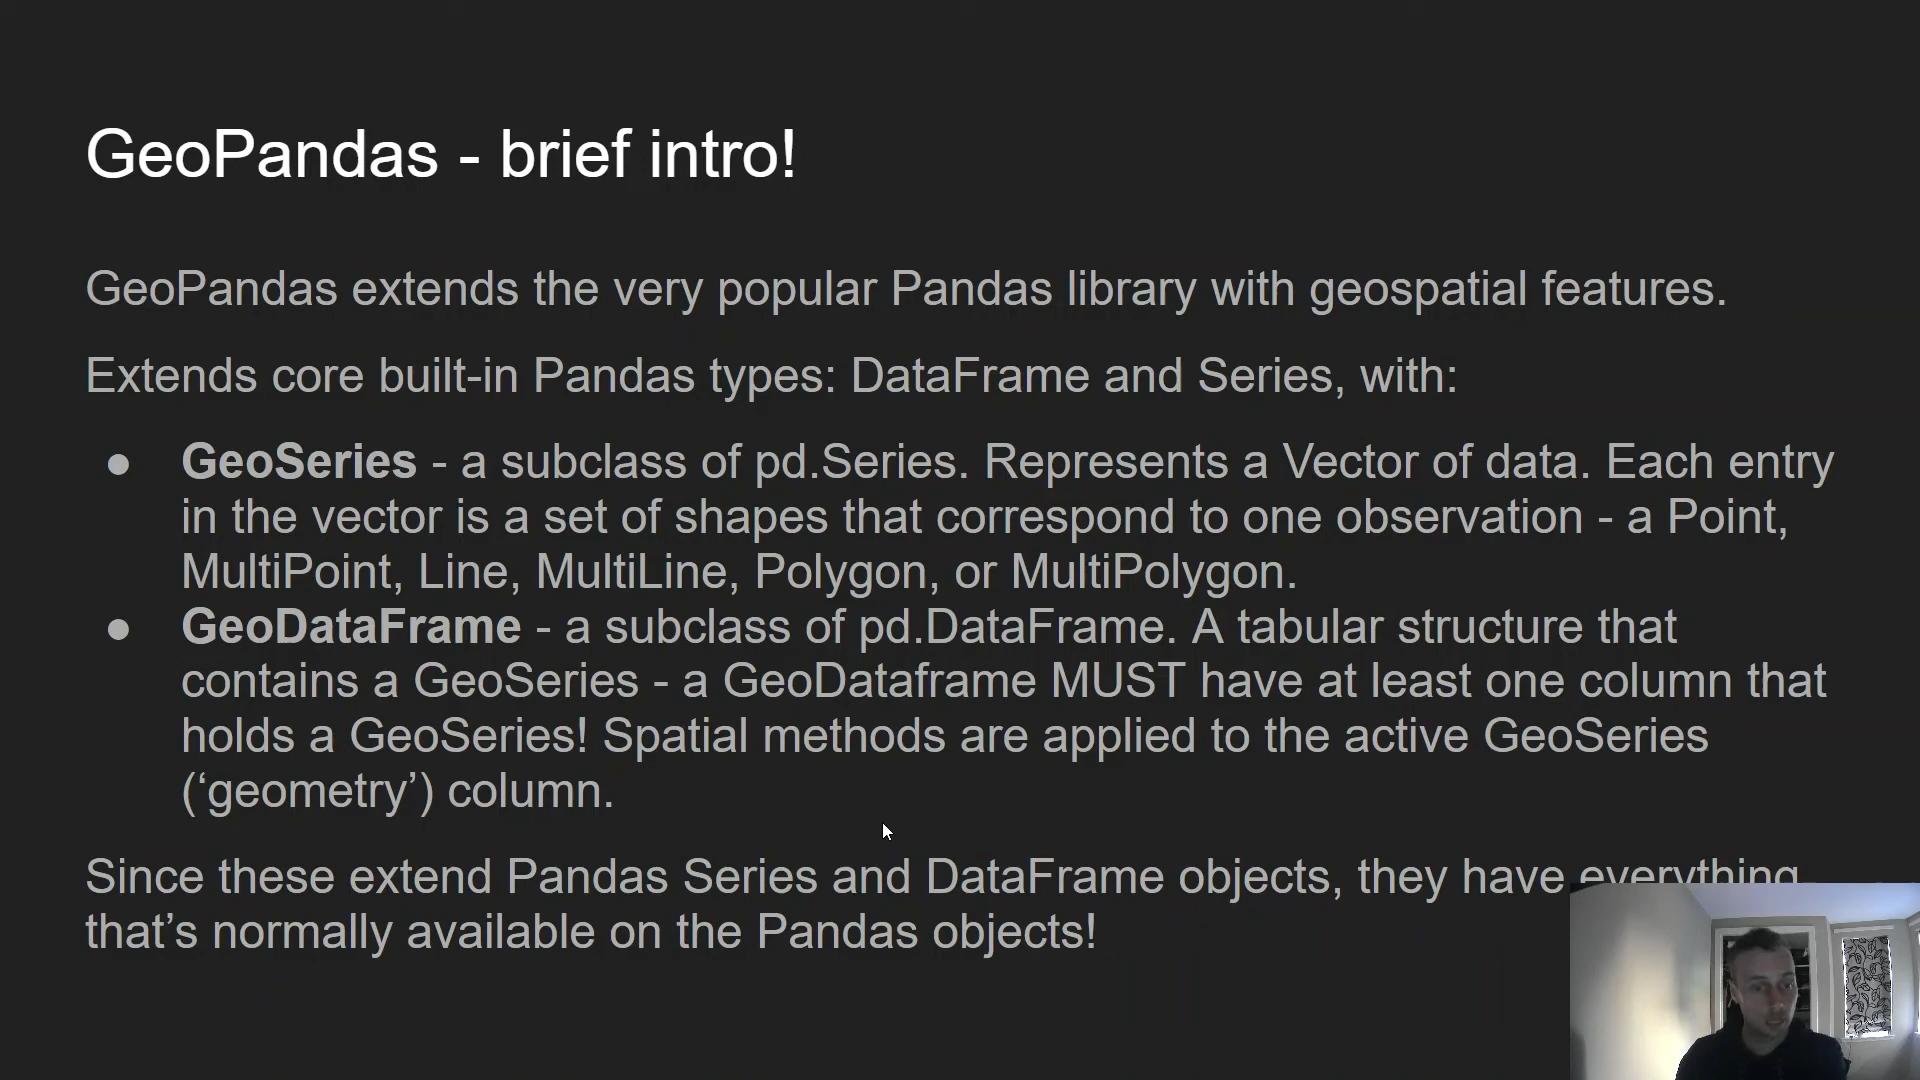 GeoPandas - brief intro!
GeoPandas extends the very popular Pandas library with geospatial features.
Extends core built-in Pandas types: DataFrame and Series, with:
● GeoSeries - a subclass of pd.Series. Represents a Vector of data. Each entry
in the vector is a set of shapes that correspond to one observation - a Point,
MultiPoint, Line, MultiLine, Polygon, or MultiPolygon.
● GeoDataFrame - a subclass of pd.DataFrame. A tabular structure that
contains a GeoSeries - a GeoDataframe MUST have at least one column that
holds a GeoSeries! Spatial methods are applied to the active GeoSeries
(‘geometry’) column.
Since these extend Pandas Series and DataFrame objects, they have everything
that’s normally available on the Pandas objects!